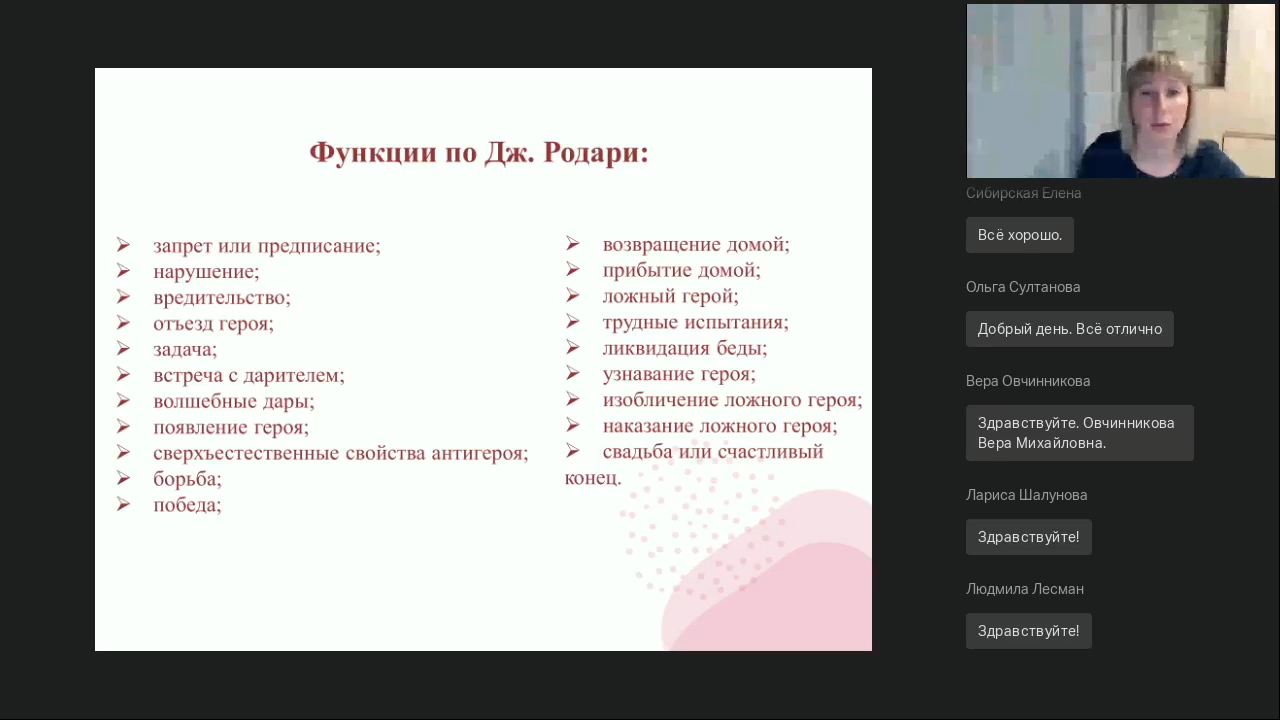 Функции по Дж. Родари:
➢ запрет или предписание;
➢ нарушение;
➢ вредительство;
➢ отъезд героя;
➢ задача;
➢ встреча с дарителем;
➢ волшебные дары;
➢ появление героя;
➢ сверхъестественные свойства антигероя;
➢ борьба;
➢ победа;
➢ возвращение домой;
➢ прибытие домой;
➢ ложный герой;
➢ трудные испытания;
➢ ликвидация беды;
➢ узнавание героя;
➢ изобличение ложного героя;
➢ наказание ложного героя;
➢ свадьба или счастливый
конец.
Сибирская Елена
Всё хорошо.
Ольга Султанова
Добрый день. Всё отлично
Вера Овчинникова
Здравствуйте. Овчинникова
Вера Михайловна.
Лариса Шалунова
Здравствуйте!
Людмила Лесман
Здравствуйте!